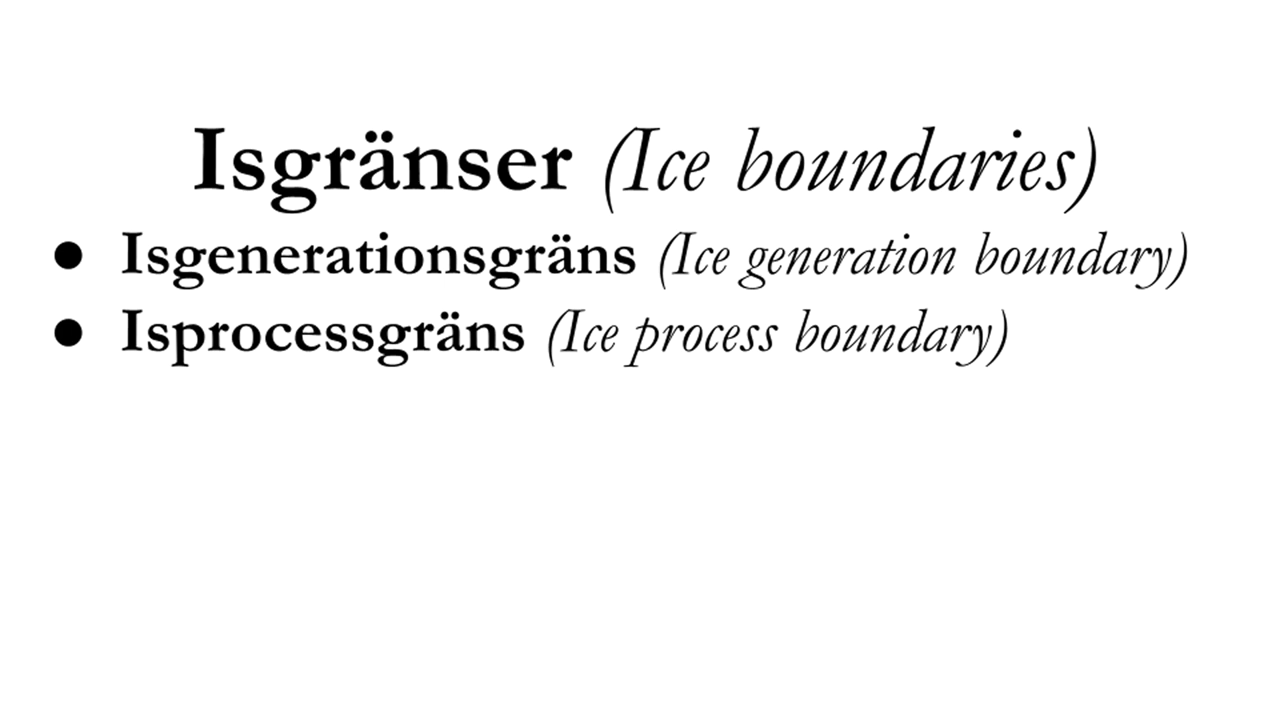 Isgränser (Ice boundaries)
● Isgenerationsgräns (Ice generation boundary)
● Isprocessgräns (Ice process boundary)